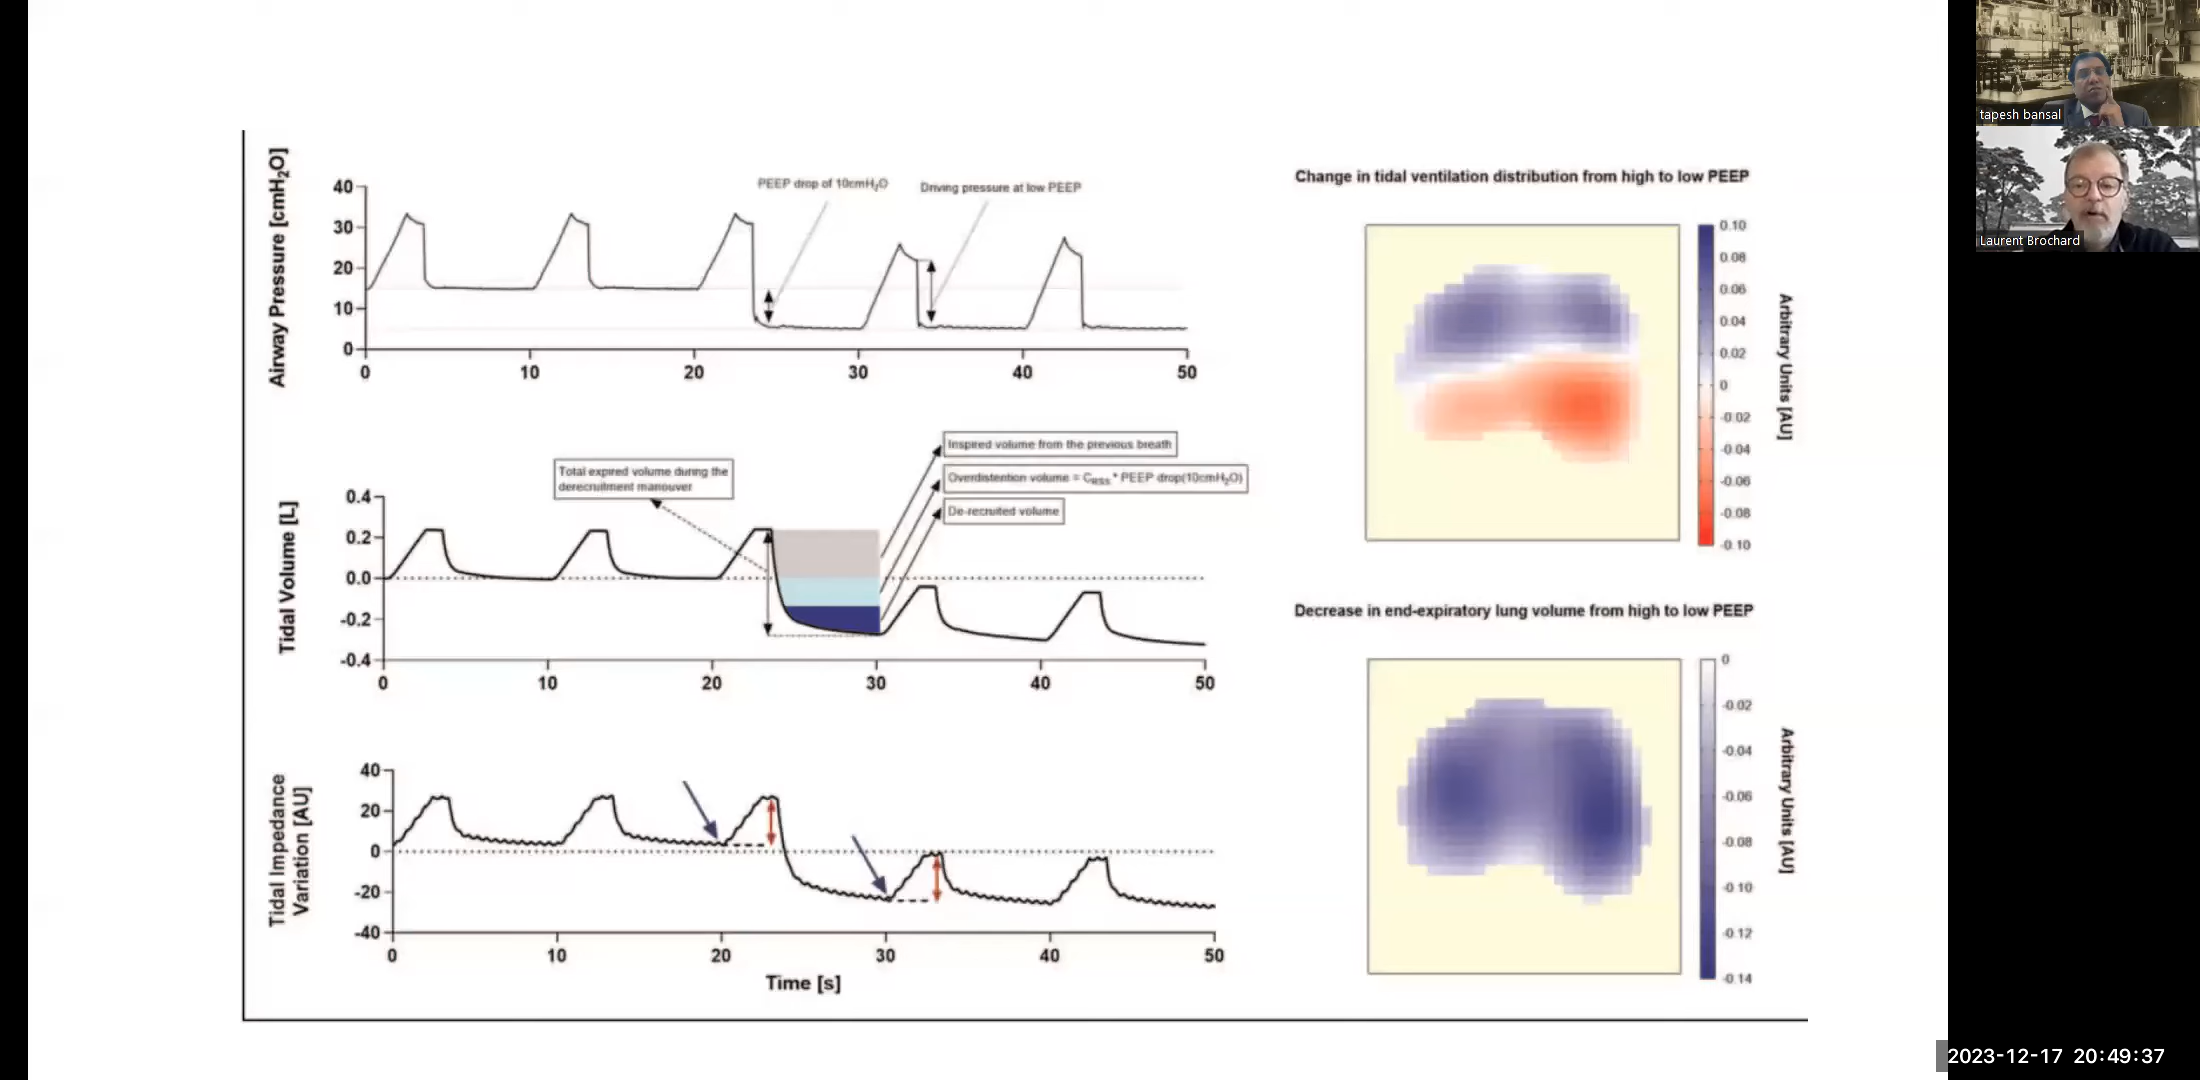 Airway Pressure [cmH₂O]
40
30
20
10
0
0 10 20 30 40 50
PEEP drop of 10cmH₂O
Driving pressure at low PEEP
Tidal Volume [L]
0.4
0.2
0.0
-0.2
-0.4
0 10 20 30 40 50
Total expired volume during the
derecruitment manouver
Inspired volume from the previous breath
Overdistention volume = C_RSS * PEEP drop(10cmH₂O)
De-recruited volume
Tidal Impedance
Variation [AU]
40
20
0
-20
-40
0 10 20 30 40 50
Time [s]
Change in tidal ventilation distribution from high to low PEEP
0.10
0.08
0.06
0.04
0.02
0
-0.02
-0.04
-0.06
-0.08
-0.10
Arbitrary Units [AU]
Decrease in end-expiratory lung volume from high to low PEEP
0
-0.02
-0.04
-0.06
-0.08
-0.10
-0.12
-0.14
Arbitrary Units [AU]
tapesh bansal
Laurent Brochard
2023-12-17 20:49:37